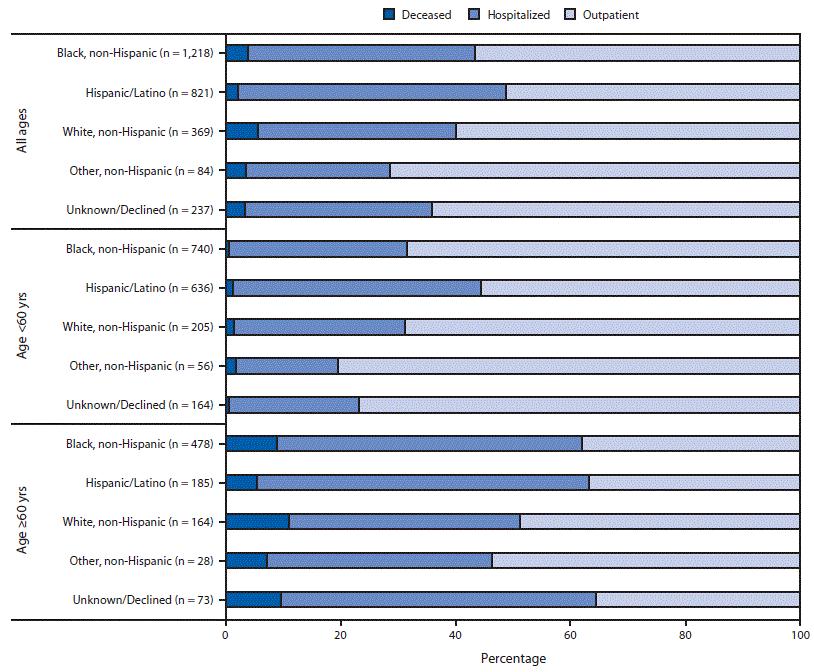 Deceased Hospitalized Outpatient
All ages
Black, non-Hispanic (n = 1,218)
Hispanic/Latino (n = 821)
White, non-Hispanic (n = 369)
Other, non-Hispanic (n = 84)
Unknown/Declined (n = 237)
Age <60 yrs
Black, non-Hispanic (n = 740)
Hispanic/Latino (n = 636)
White, non-Hispanic (n = 205)
Other, non-Hispanic (n = 56)
Unknown/Declined (n = 164)
Age ≥60 yrs
Black, non-Hispanic (n = 478)
Hispanic/Latino (n = 185)
White, non-Hispanic (n = 164)
Other, non-Hispanic (n = 28)
Unknown/Declined (n = 73)
0 20 40 60 80 100
Percentage